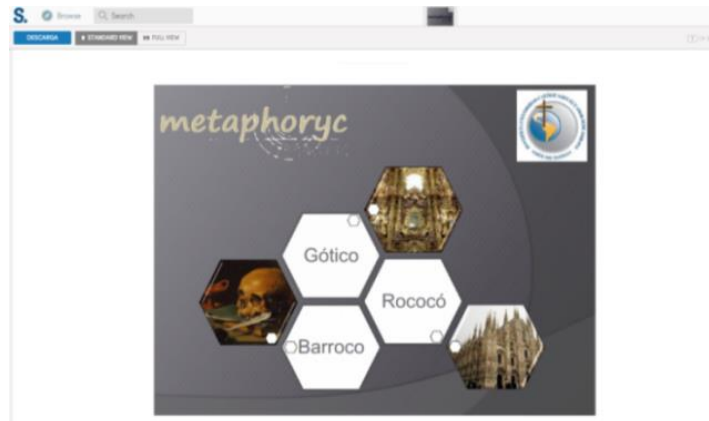 S. Browse Search
DESCARGA STANDARD VIEW FULL VIEW
metaphoryc
Gótico
Rococó
Barroco